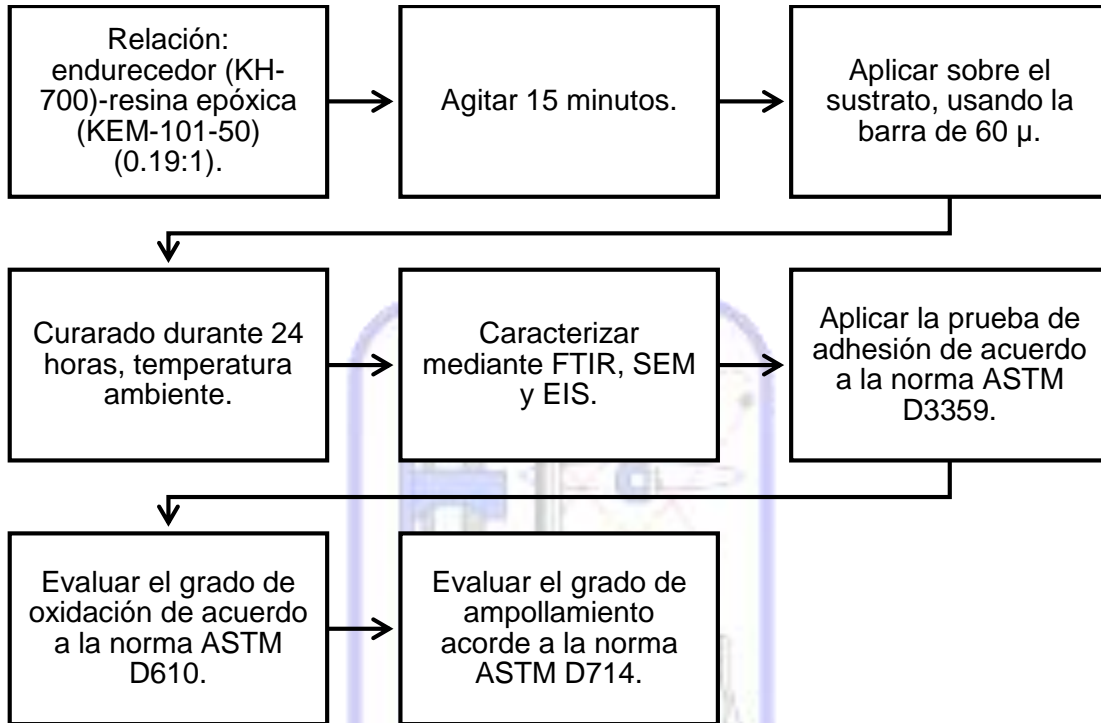 Relación:
endurecedor (KH-
700)-resina epóxica
(KEM-101-50)
(0.19:1).
Agitar 15 minutos.
Aplicar sobre el
sustrato, usando la
barra de 60 µ.
Curarado durante 24
horas, temperatura
ambiente.
Caracterizar
mediante FTIR, SEM
y EIS.
Aplicar la prueba de
adhesión de acuerdo
a la norma ASTM
D3359.
Evaluar el grado de
oxidación de acuerdo
a la norma ASTM
D610.
Evaluar el grado de
ampollamiento
acorde a la norma
ASTM D714.